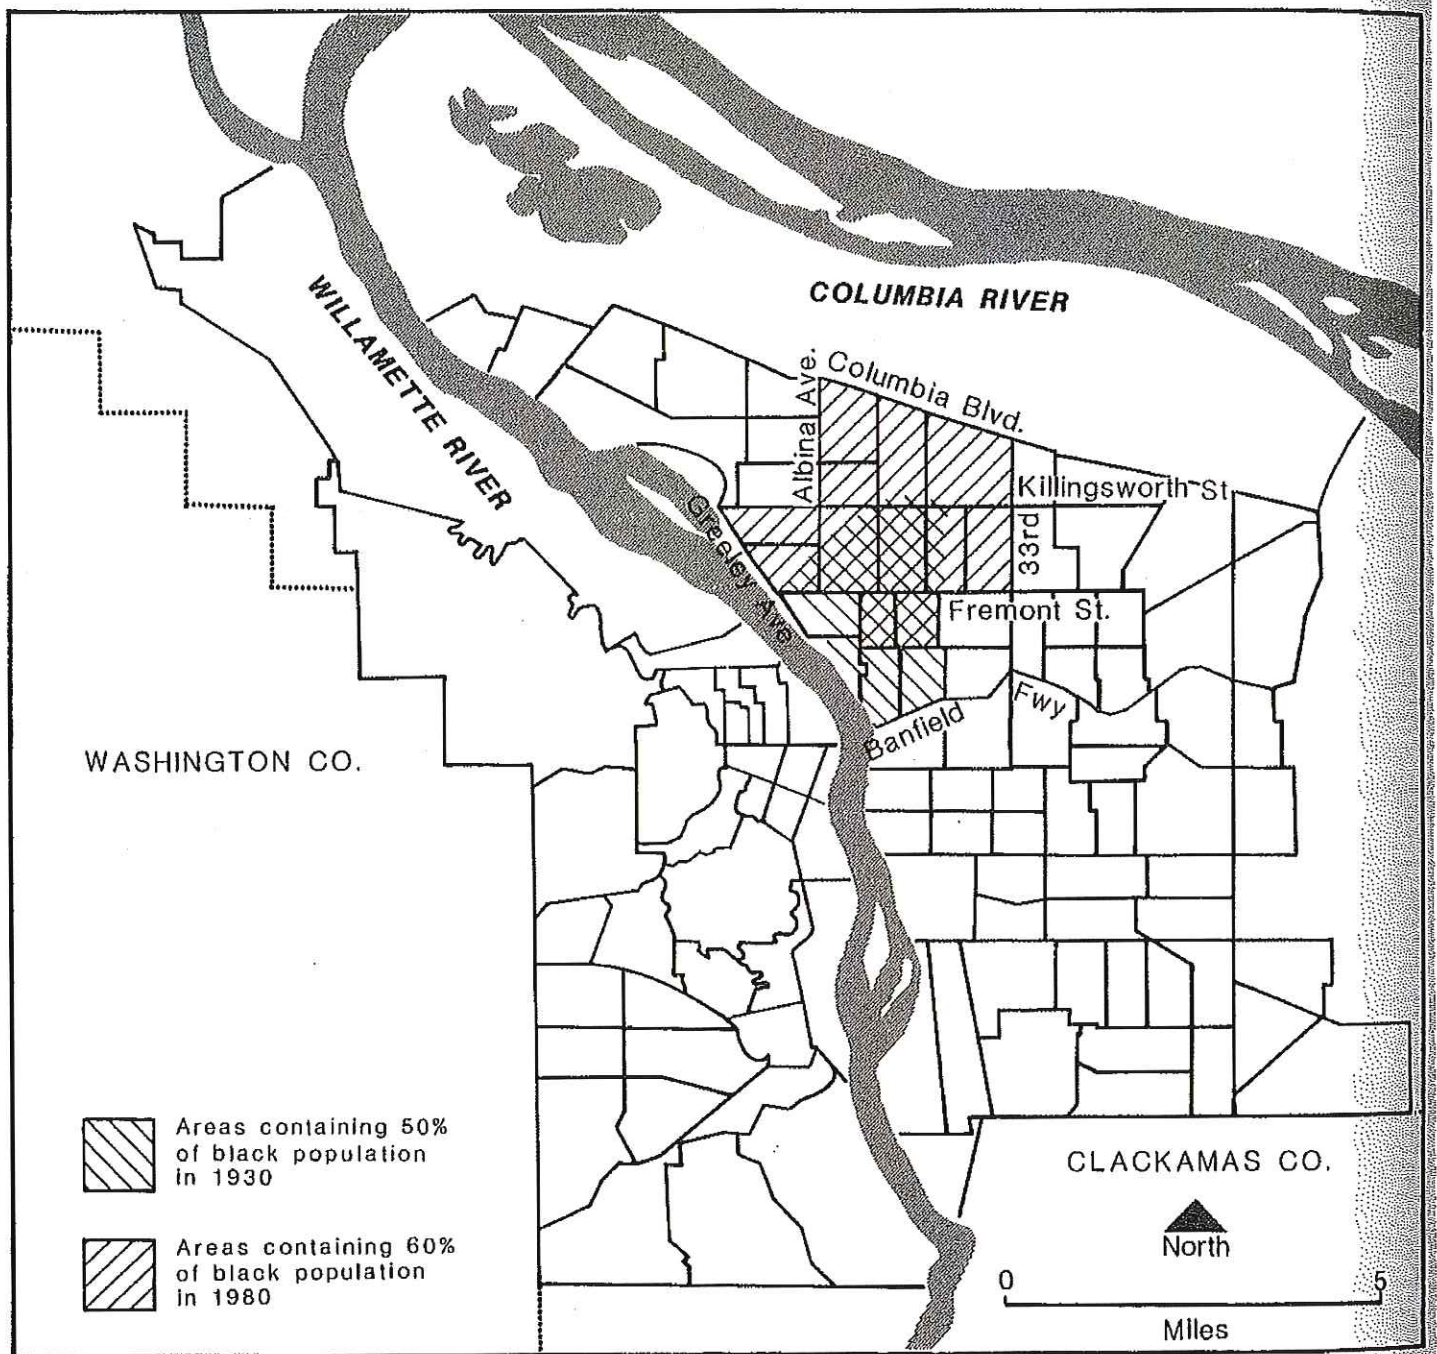 COLUMBIA RIVER
WILLAMETTE RIVER
Albina Ave.
Columbia Blvd.
Killingsworth St
Greeley Ave
33rd
Fremont St.
Banfield Fwy
WASHINGTON CO.
Areas containing 50%
of black population
in 1930
Areas containing 60%
of black population
in 1980
CLACKAMAS CO.
North
0 5
Miles